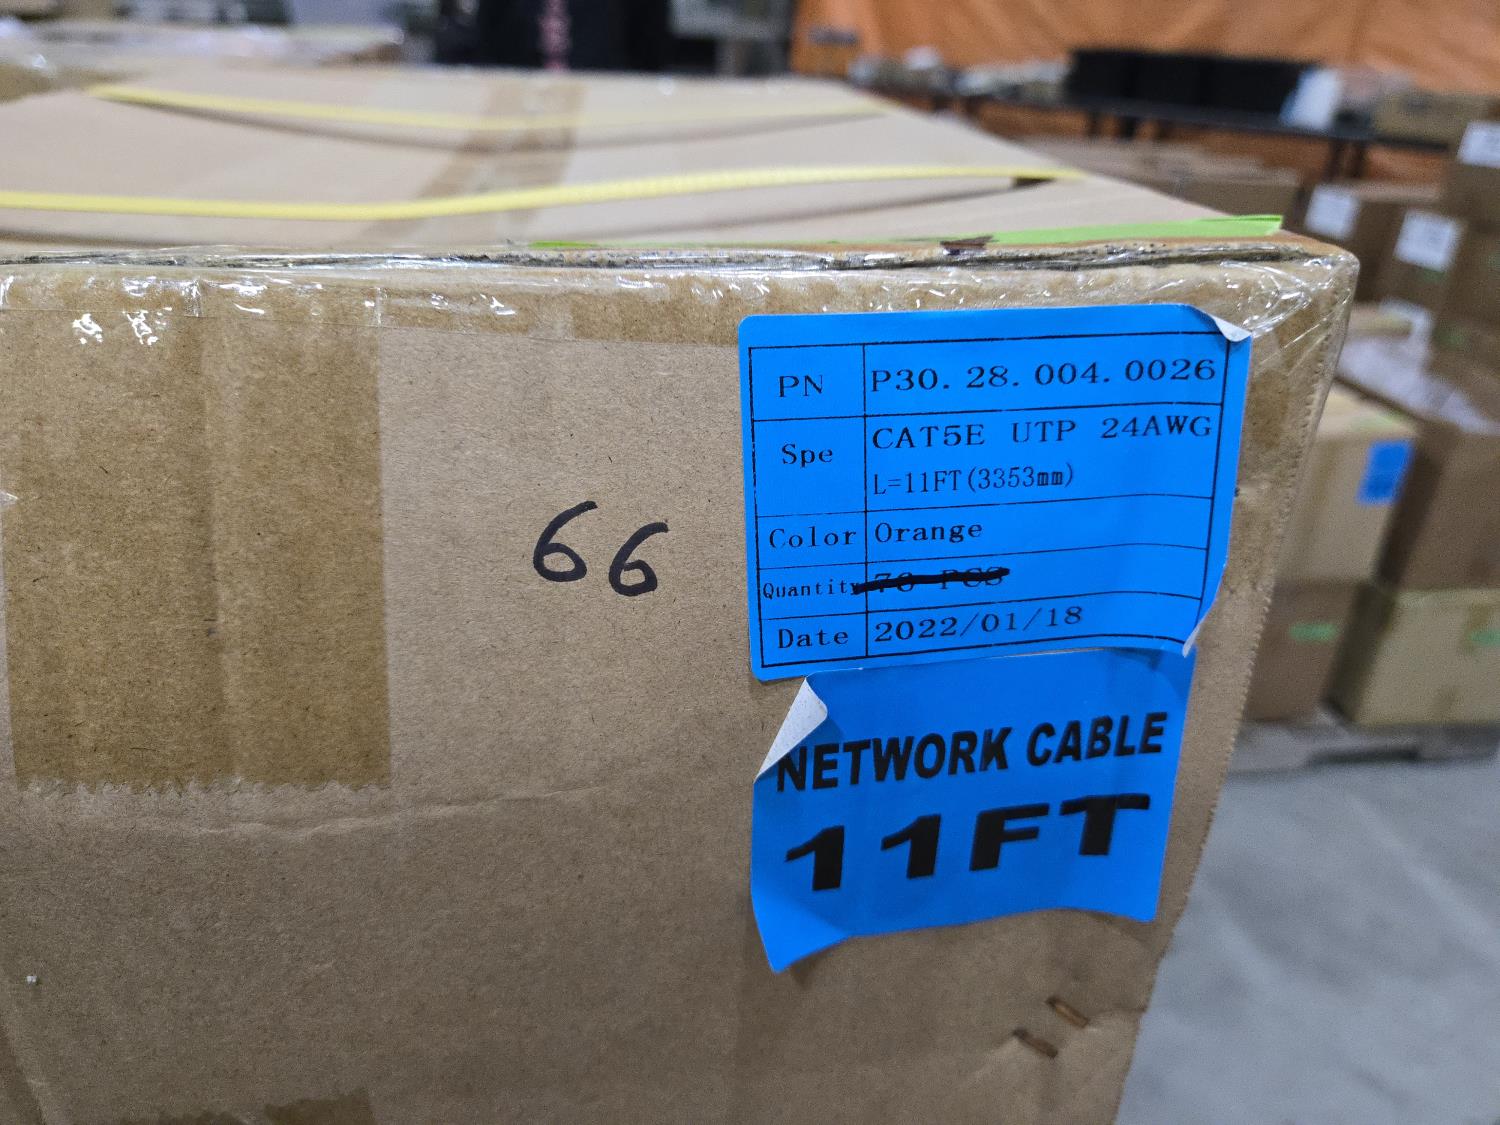 66
PN P30. 28. 004. 0026
Spe CAT5E UTP 24AWG
L=11FT(3353mm)
Color Orange
Quantity PCS
Date 2022/01/18
NETWORK CABLE
11FT